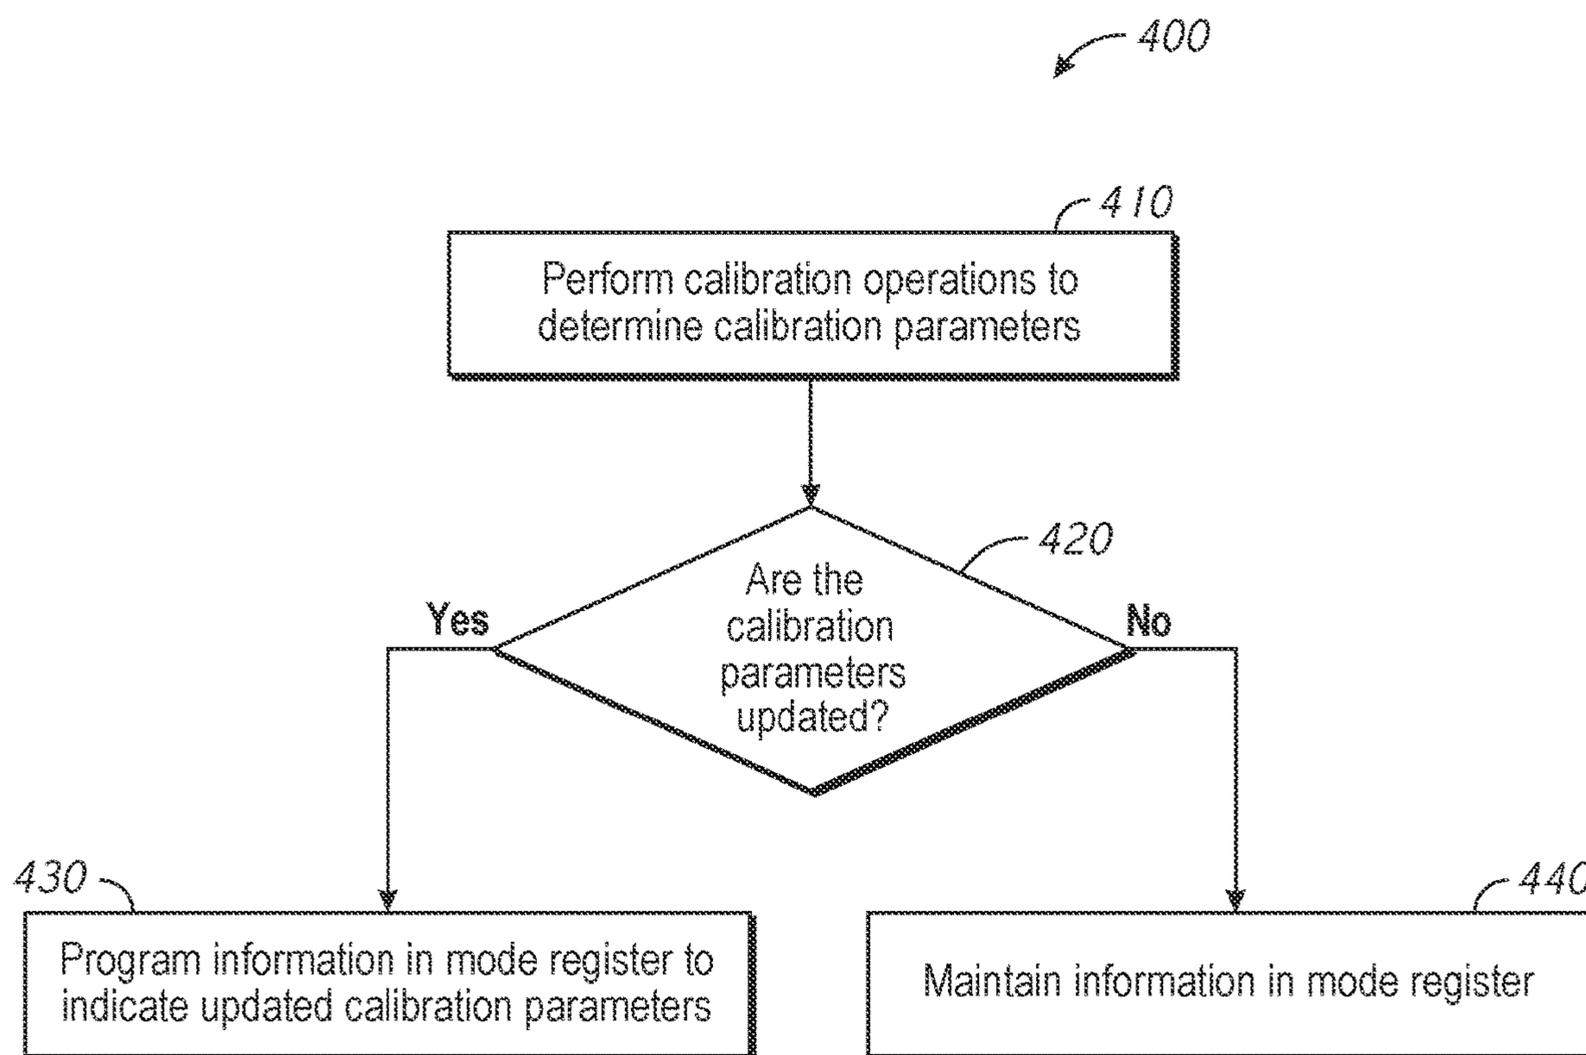 400
410
Perform calibration operations to
determine calibration parameters
420
Are the
calibration
parameters
updated?
Yes
No
430
440
Program information in mode register to
indicate updated calibration parameters
Maintain information in mode register